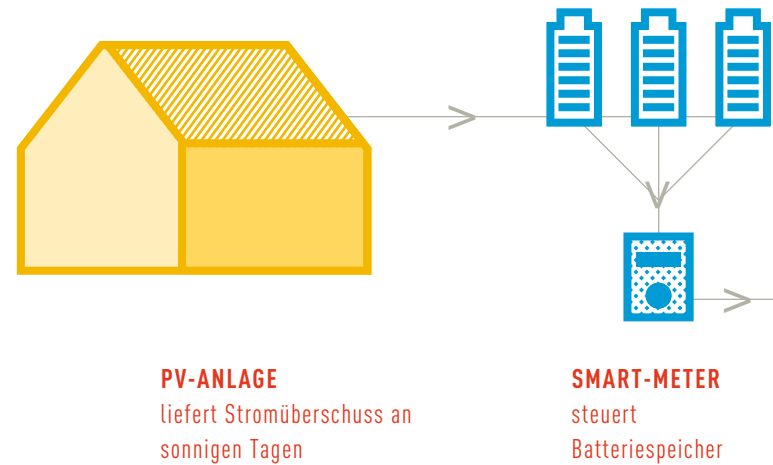 PV-ANLAGE
liefert Stromüberschuss an
sonnigen Tagen
SMART-METER
steuert
Batteriespeicher